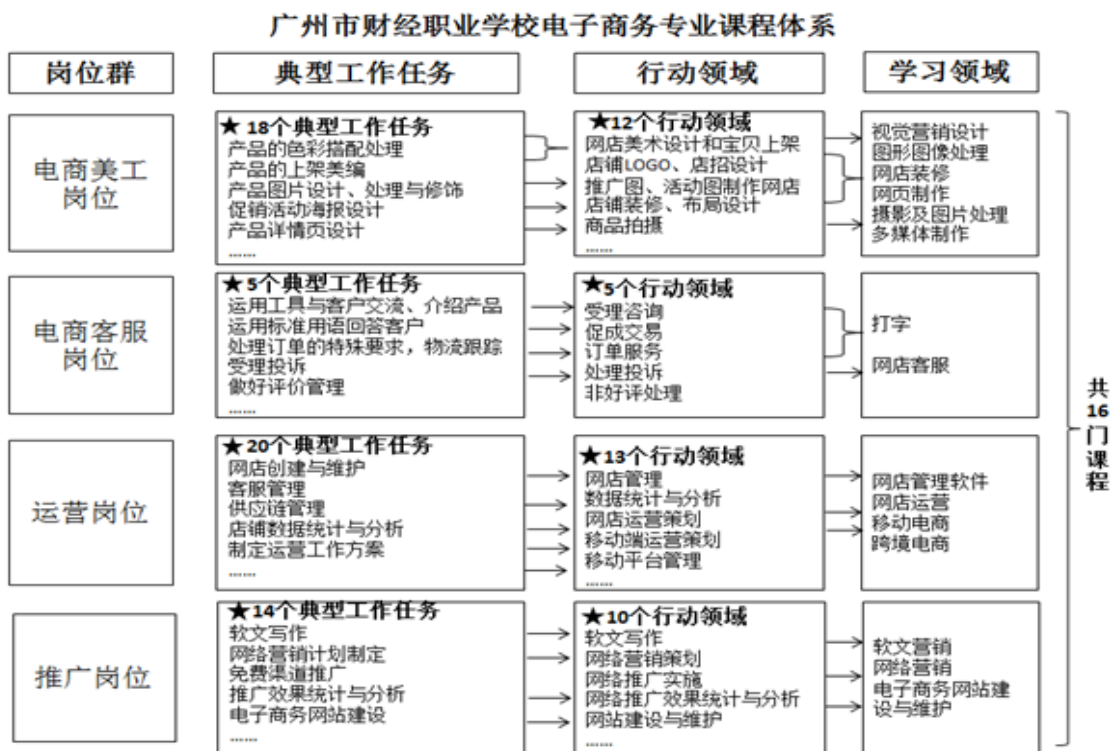 广州市财经职业学校电子商务专业课程体系
岗位群
典型工作任务
行动领域
学习领域
电商美工
岗位
★ 18个典型工作任务
产品的色彩搭配处理
产品的上架美编
产品图片设计、处理与修饰
促销活动海报设计
产品详情页设计
……
★12个行动领域
网店美术设计和宝贝上架
店铺LOGO、店招设计
推广图、活动图制作网店
店铺装修、布局设计
商品拍摄
……
视觉营销设计
图形图像处理
网店装修
网页制作
摄影及图片处理
多媒体制作
电商客服
岗位
★5个典型工作任务
运用工具与客户交流、介绍产品
运用标准用语回答客户
处理订单的特殊要求，物流跟踪
受理投诉
做好评价管理
……
★5个行动领域
受理咨询
促成交易
订单服务
处理投诉
非好评处理
打字
网店客服
运营岗位
★20个典型工作任务
网店创建与维护
客服管理
供应链管理
店铺数据统计与分析
制定运营工作方案
……
★13个行动领域
网店管理
数据统计与分析
网店运营策划
移动端运营策划
移动平台管理
……
网店管理软件
网店运营
移动电商
跨境电商
推广岗位
★14个典型工作任务
软文写作
网络营销计划制定
免费渠道推广
推广效果统计与分析
电子商务网站建设
……
★10个行动领域
软文写作
网络营销策划
网络推广实施
网络推广效果统计与分析
网站建设与维护
……
软文营销
网络营销
电子商务网站建
设与维护
共
16
门
课
程